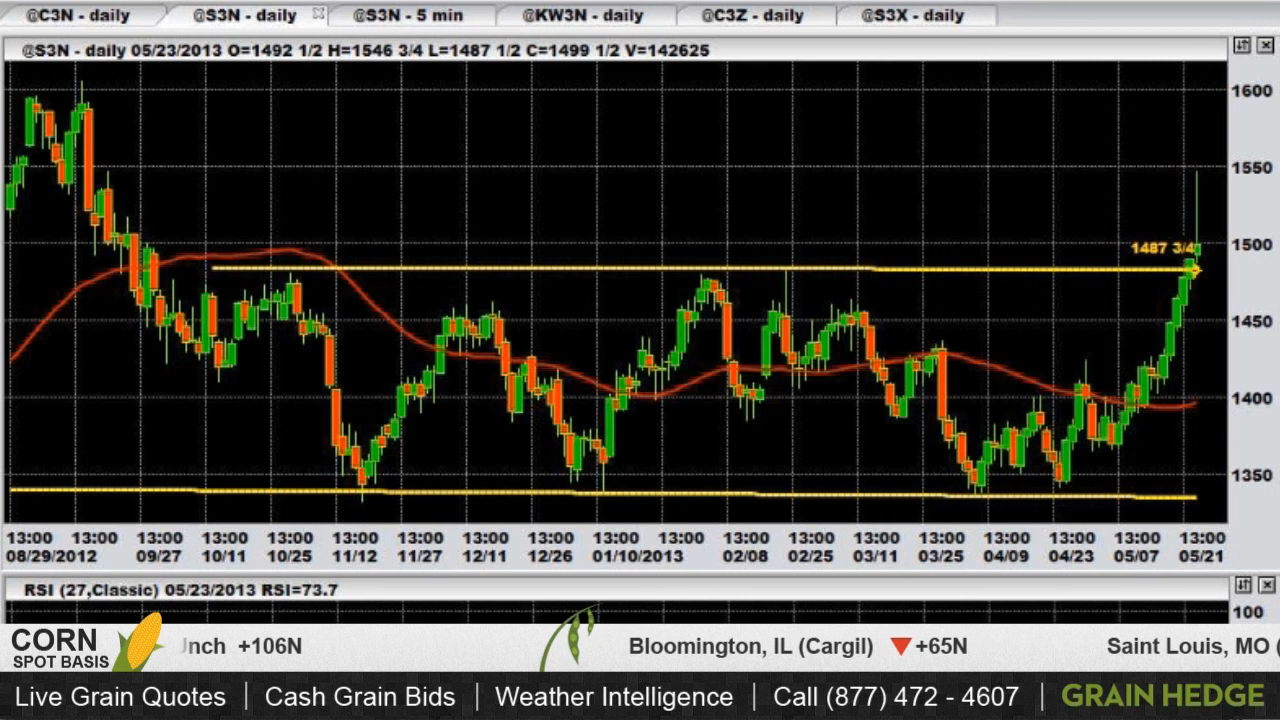 @C3N - daily @S3N - daily @S3N - 5 min @KW3N - daily @C3Z - daily @S3X - daily
@S3N - daily 05/23/2013 O=1492 1/2 H=1546 3/4 L=1487 1/2 C=1499 1/2 V=142625
1600
1550
1500
1487 3/4
1450
1400
1350
13:00 13:00 13:00 13:00 13:00 13:00 13:00 13:00 13:00 13:00 13:00 13:00 13:00 13:00 13:00 13:00 13:00 13:00 13:00
08/29/2012 09/27 10/11 10/25 11/12 11/27 12/11 12/26 01/10/2013 02/08 02/25 03/11 03/25 04/09 04/23 05/07 05/21
RSI (27,Classic) 05/23/2013 RSI=73.7
100
CORN
SPOT BASIS
+106N Bloomington, IL (Cargil) +65N Saint Louis, MO (
Live Grain Quotes | Cash Grain Bids | Weather Intelligence | Call (877) 472 - 4607 | GRAIN HEDGE